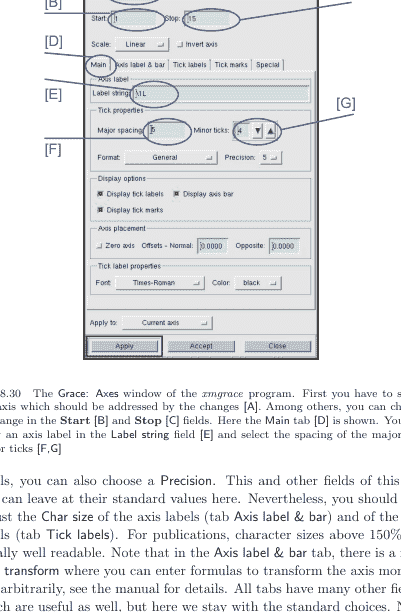 [B]
Start: 1 Stop: 15
Scale: Linear Invert axis
[D]
Main Axis label & bar Tick labels Tick marks Special
Axis label
Label string: \1L
[E]
Tick properties
[G]
Major spacing: 5 Minor ticks: 4
[F]
Format: General Precision: 5
Display options
Display tick labels Display axis bar
Display tick marks
Axis placement
Zero axis Offsets - Normal: 0.0000 Opposite: 0.0000
Tick label properties
Font: Times-Roman Color: black
Apply to: Current axis
Apply Accept Close
8.30 The Grace: Axes window of the xmgrace program. First you have to s
axis which should be addressed by the changes [A]. Among others, you can ch
ange in the Start [B] and Stop [C] fields. Here the Main tab [D] is shown. You
an axis label in the Label string field [E] and select the spacing of the major
or ticks [F,G]
ls, you can also choose a Precision. This and other fields of this
can leave at their standard values here. Nevertheless, you should
ust the Char size of the axis labels (tab Axis label & bar) and of the
ls (tab Tick labels). For publications, character sizes above 150%
ally well readable. Note that in the Axis label & bar tab, there is a
transform where you can enter formulas to transform the axis mor
arbitrarily, see the manual for details. All tabs have many other fie
ch are useful as well, but here we stay with the standard choices. N